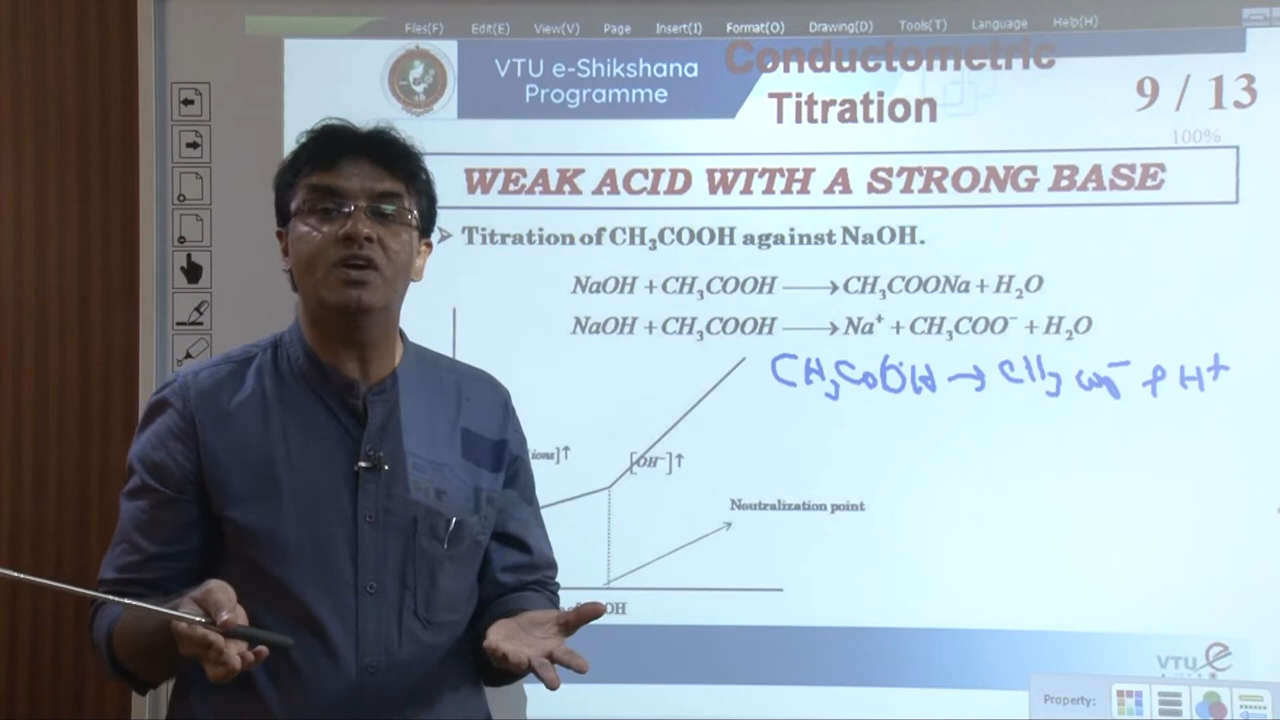 Files(F) Edit(E) View(V) Page Insert(I) Format(O) Drawing(D) Tools(T) Language Help(H)
VTU e-Shikshana
Programme
Conductometric
Titration
9 / 13
100%
WEAK ACID WITH A STRONG BASE
➤ Titration of CH₃COOH against NaOH.
NaOH + CH₃COOH ⟶ CH₃COONa + H₂O
NaOH + CH₃COOH ⟶ Na⁺ + CH₃COO⁻ + H₂O
CH₃COOH → CH₃COO⁻ + H⁺
ions]↑
[OH⁻]↑
Neutralization point
OH
VTU e
Property: